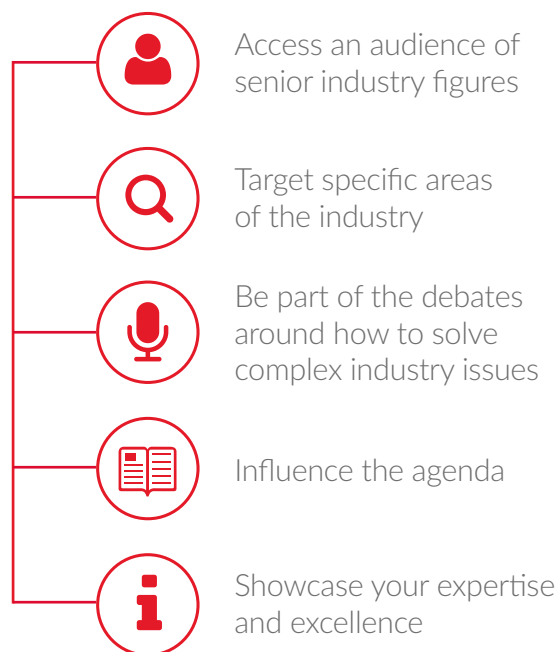 Access an audience of
senior industry figures
Target specific areas
of the industry
Be part of the debates
around how to solve
complex industry issues
Influence the agenda
Showcase your expertise
and excellence